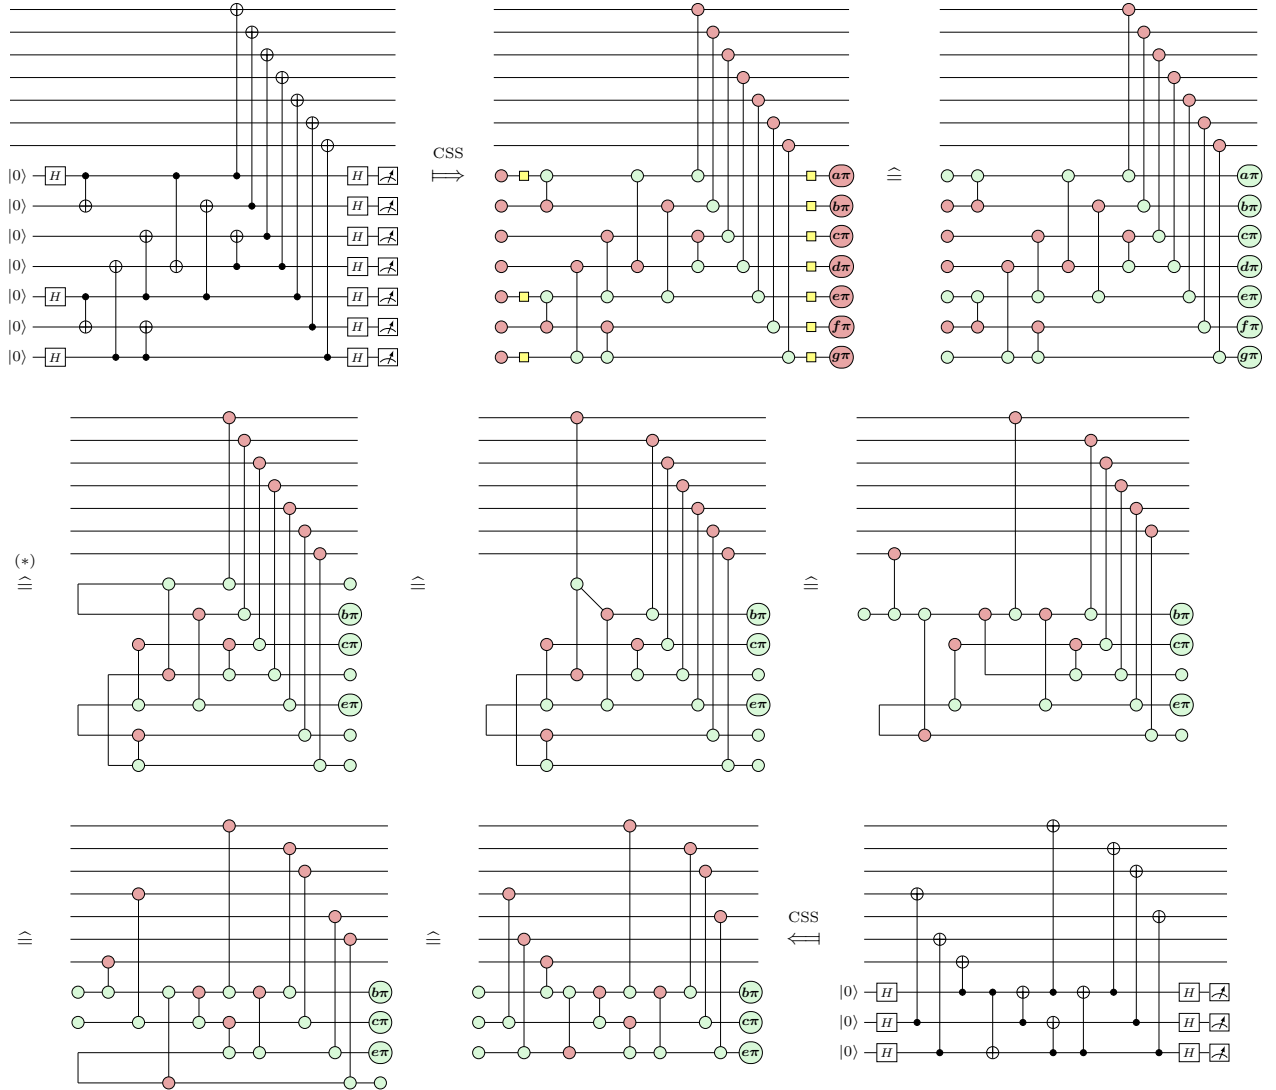 CSS
⟼
≙
|0⟩ H H aπ aπ
|0⟩ H bπ bπ
|0⟩ H cπ cπ
|0⟩ H dπ dπ
|0⟩ H H eπ eπ
|0⟩ H fπ fπ
|0⟩ H H gπ gπ
(*)
≙ ≙ ≙
bπ bπ bπ
cπ cπ cπ
eπ eπ eπ
CSS
≙ ≙ ⟸
bπ bπ |0⟩ H H
cπ cπ |0⟩ H H
eπ eπ |0⟩ H H